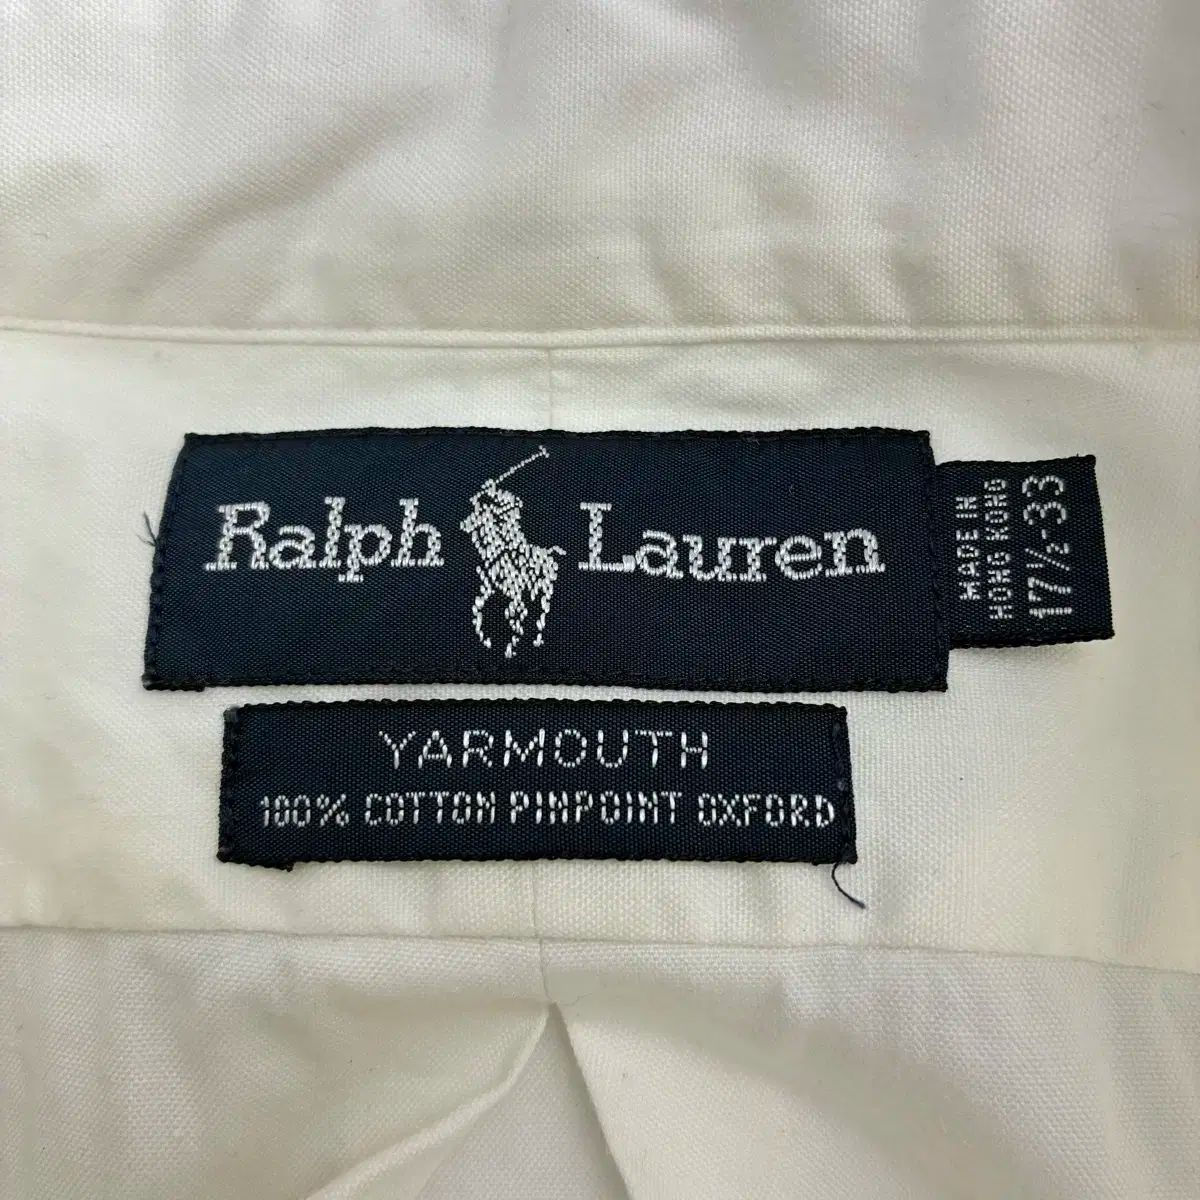 Ralph Lauren
MADE IN
HONG KONG
17½-33
YARMOUTH
100% COTTON PINPOINT OXFORD